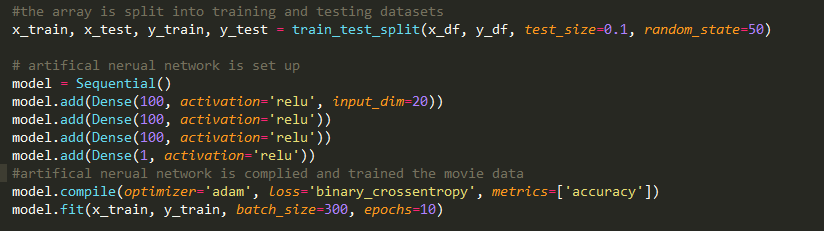 #the array is split into training and testing datasets
x_train, x_test, y_train, y_test = train_test_split(x_df, y_df, test_size=0.1, random_state=50)
# artifical nerual network is set up
model = Sequential()
model.add(Dense(100, activation='relu', input_dim=20))
model.add(Dense(100, activation='relu'))
model.add(Dense(100, activation='relu'))
model.add(Dense(1, activation='relu'))
#artifical nerual network is complied and trained the movie data
model.compile(optimizer='adam', loss='binary_crossentropy', metrics=['accuracy'])
model.fit(x_train, y_train, batch_size=300, epochs=10)